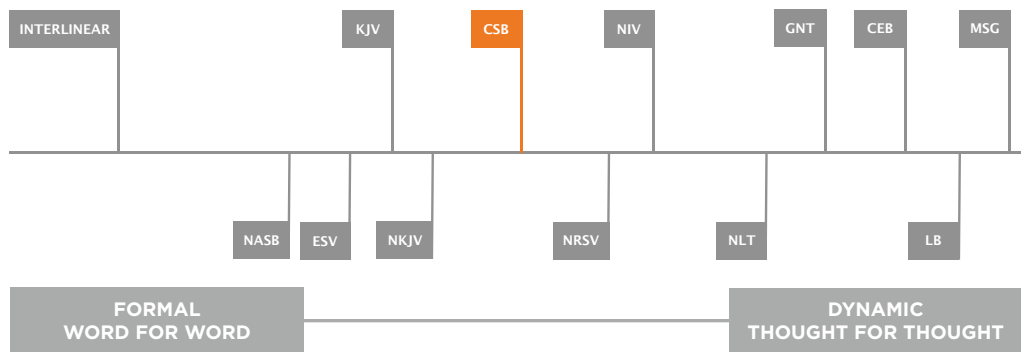 INTERLINEAR KJV CSB NIV GNT CEB MSG
NASB ESV NKJV NRSV NLT LB
FORMAL
WORD FOR WORD
DYNAMIC
THOUGHT FOR THOUGHT